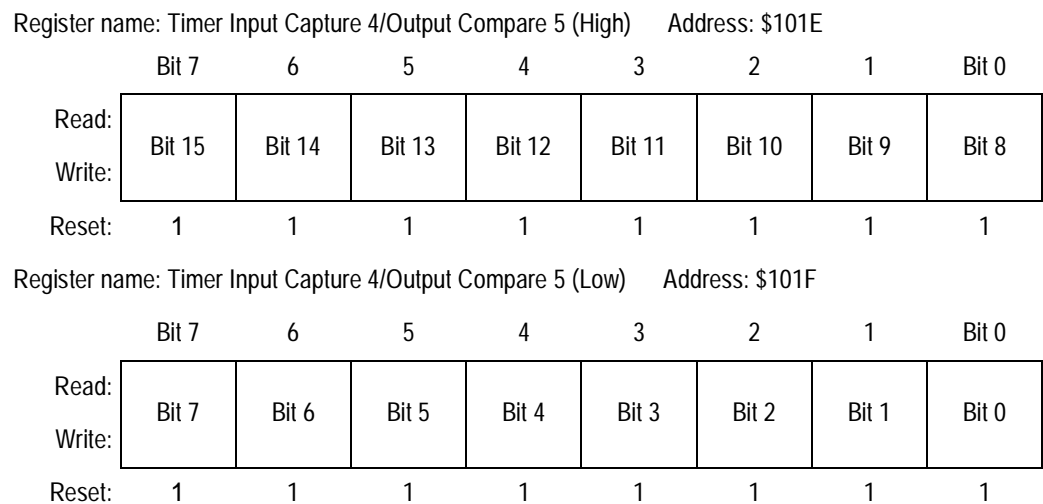 Register name: Timer Input Capture 4/Output Compare 5 (High) Address: $101E
Bit 7 6 5 4 3 2 1 Bit 0
Read:
Bit 15 Bit 14 Bit 13 Bit 12 Bit 11 Bit 10 Bit 9 Bit 8
Write:
Reset: 1 1 1 1 1 1 1 1
Register name: Timer Input Capture 4/Output Compare 5 (Low) Address: $101F
Bit 7 6 5 4 3 2 1 Bit 0
Read:
Bit 7 Bit 6 Bit 5 Bit 4 Bit 3 Bit 2 Bit 1 Bit 0
Write:
Reset: 1 1 1 1 1 1 1 1